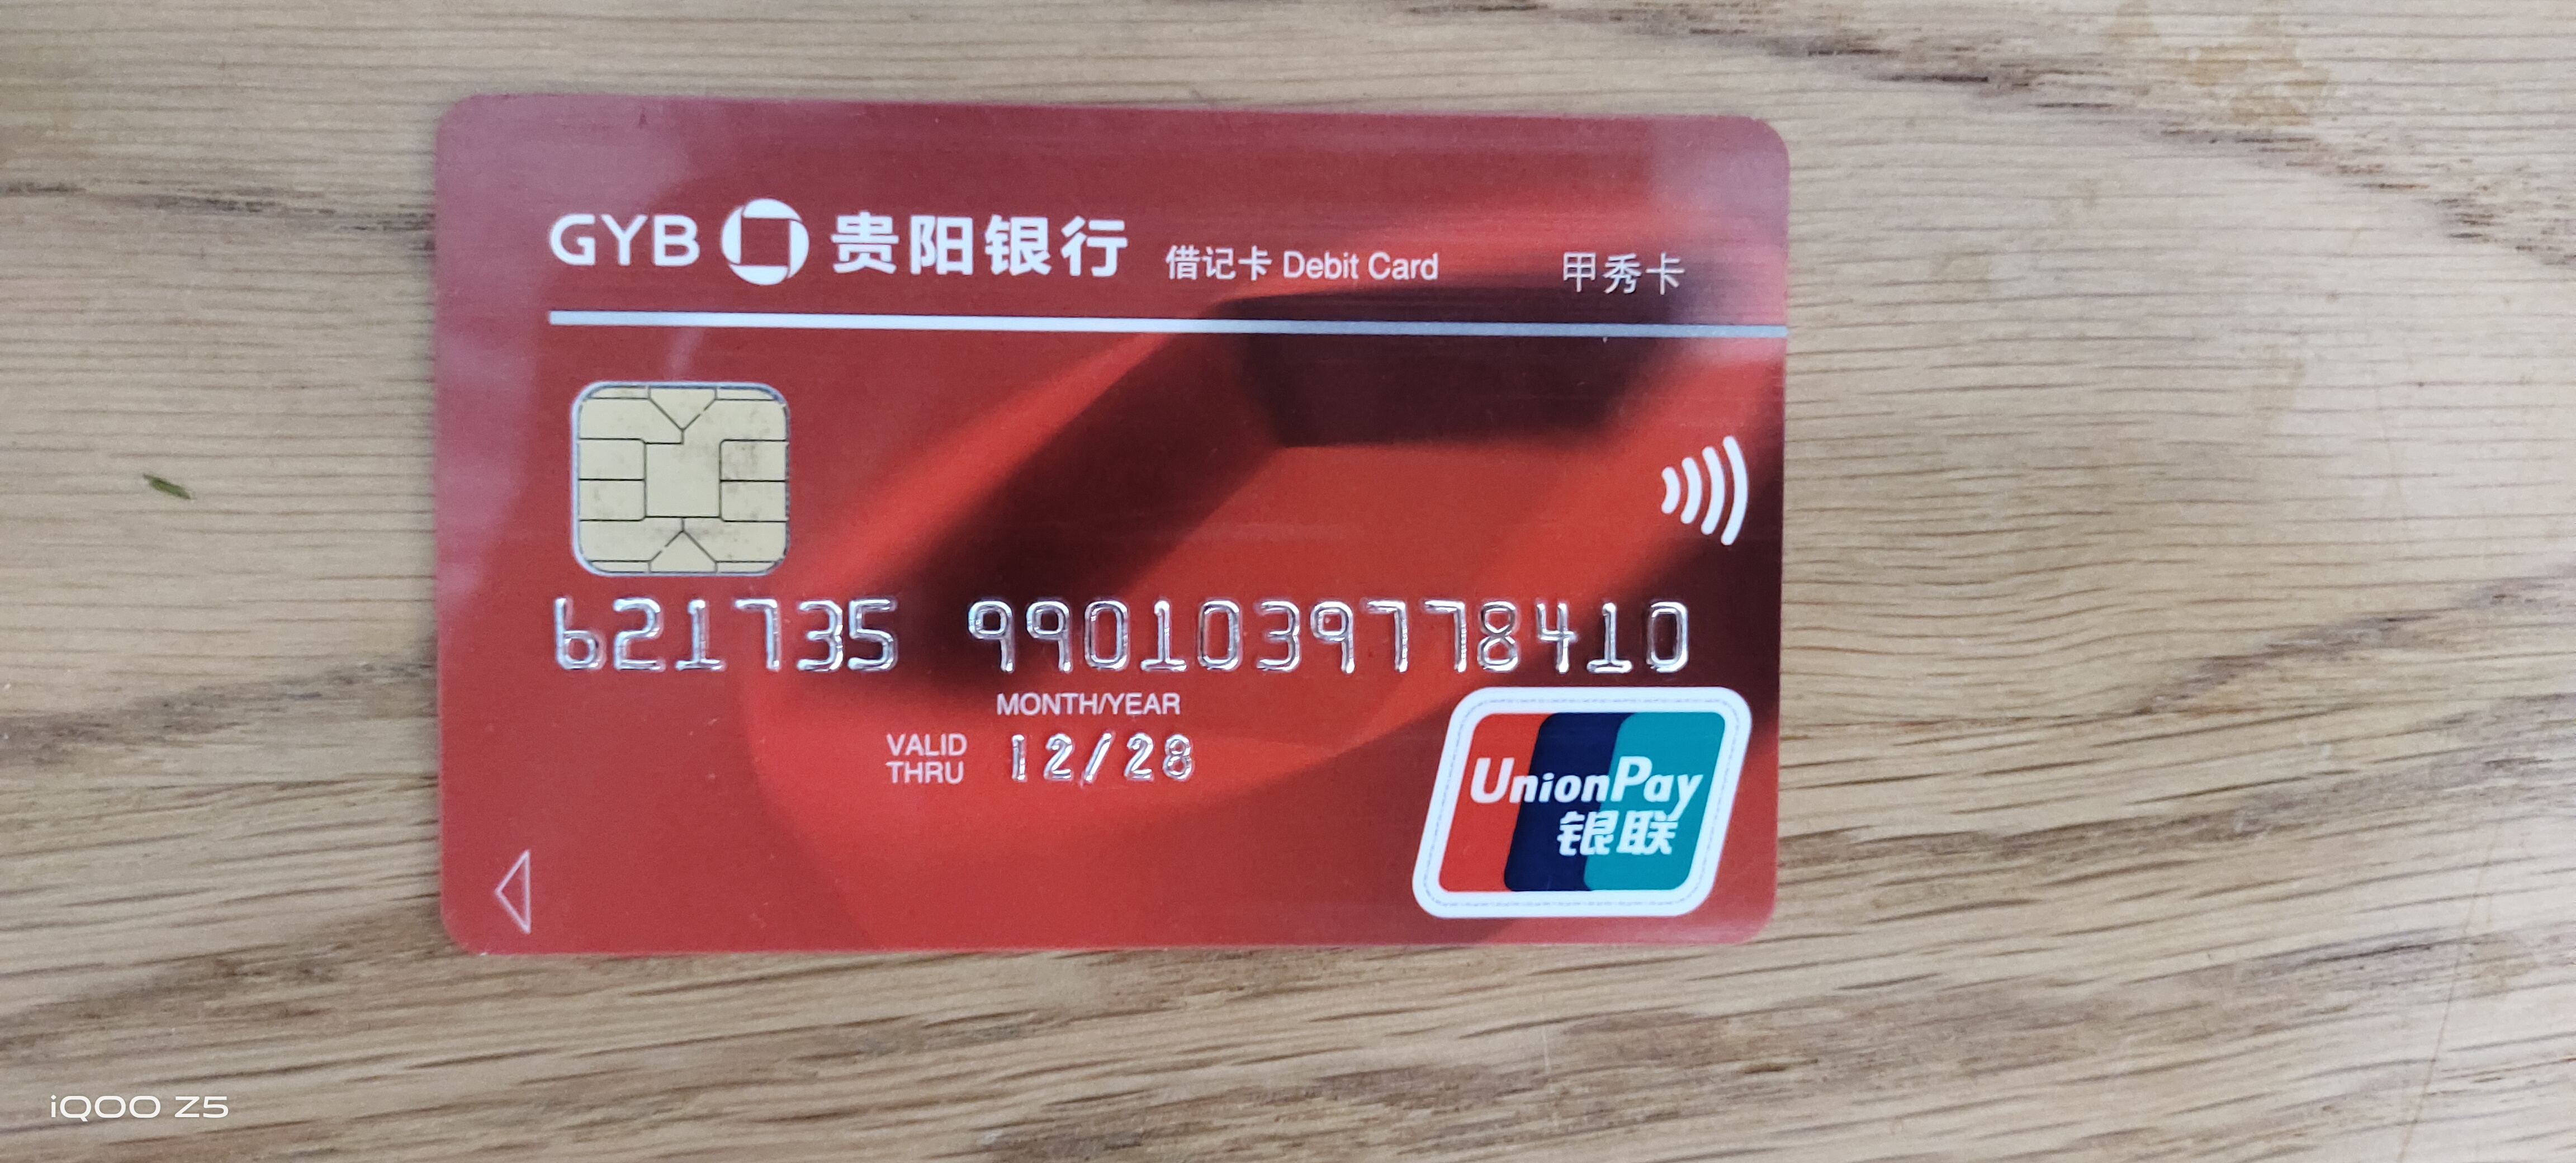 GYB 贵阳银行 借记卡 Debit Card 甲秀卡
621735 9901039778410
MONTH/YEAR
VALID THRU 12/28
UnionPay
银联
iQOO Z5